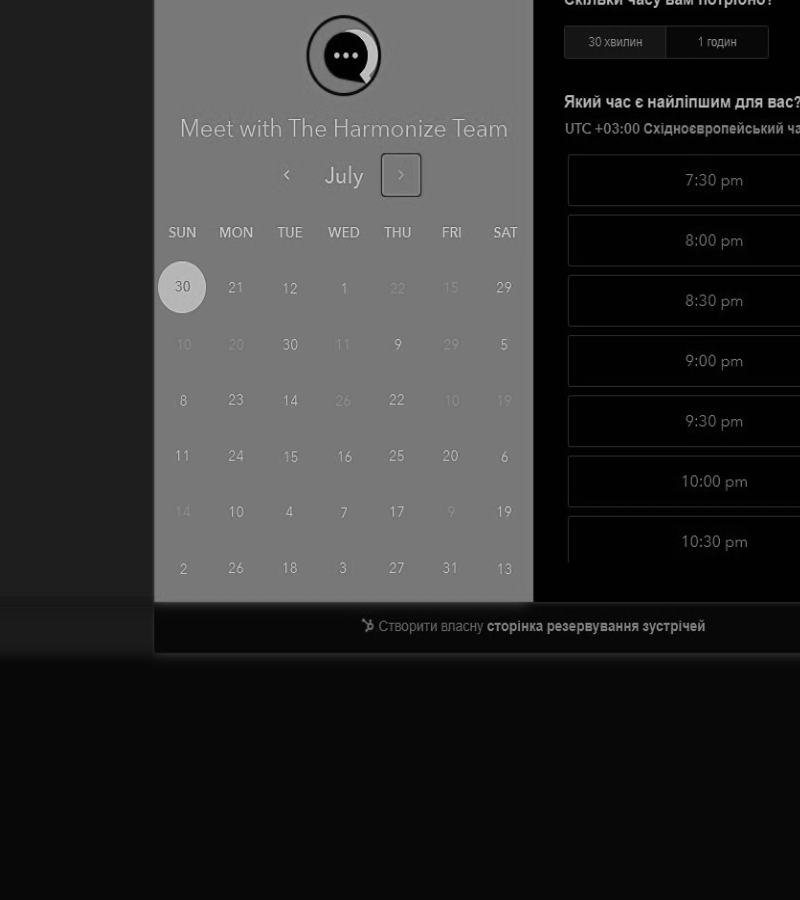 Meet with The Harmonize Team
July
SUN MON TUE WED THU FRI SAT
30 21 12 1 22 15 29
10 20 30 11 9 29 5
8 23 14 26 22 10 19
11 24 15 16 25 20 6
14 10 4 7 17 9 19
2 26 18 3 27 31 13
Скільки часу вам потрібно?
30 хвилин 1 годин
Який час є найліпшим для вас?
UTC +03:00 Східноєвропейський ча
7:30 pm
8:00 pm
8:30 pm
9:00 pm
9:30 pm
10:00 pm
10:30 pm
Створити власну сторінка резервування зустрічей